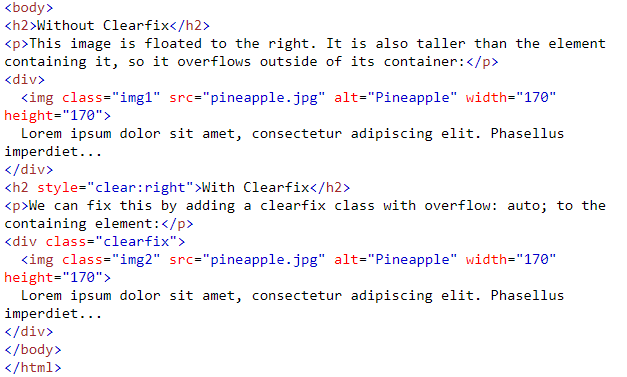 <body>
<h2>Without Clearfix</h2>
<p>This image is floated to the right. It is also taller than the element
containing it, so it overflows outside of its container:</p>
<div>
  <img class="img1" src="pineapple.jpg" alt="Pineapple" width="170"
height="170">
  Lorem ipsum dolor sit amet, consectetur adipiscing elit. Phasellus
imperdiet...
</div>
<h2 style="clear:right">With Clearfix</h2>
<p>We can fix this by adding a clearfix class with overflow: auto; to the
containing element:</p>
<div class="clearfix">
  <img class="img2" src="pineapple.jpg" alt="Pineapple" width="170"
height="170">
  Lorem ipsum dolor sit amet, consectetur adipiscing elit. Phasellus
imperdiet...
</div>
</body>
</html>